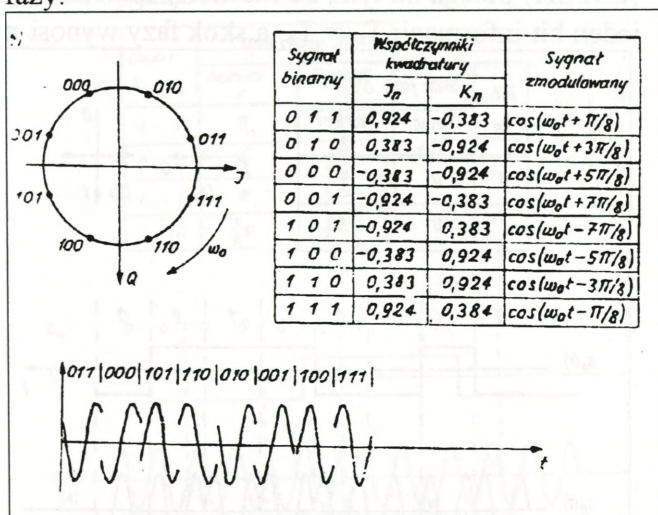 fazy.
000
010
001
011
J
101
111
100
110
ω₀
Q
Sygnał binarny | Współczynniki kwadratury | Sygnał zmodulowany
Jn | Kn
0 1 1 | 0,924 | -0,383 | cos(ω₀t + π/8)
0 1 0 | 0,383 | -0,924 | cos(ω₀t + 3π/8)
0 0 0 | -0,383 | -0,924 | cos(ω₀t + 5π/8)
0 0 1 | -0,924 | -0,383 | cos(ω₀t + 7π/8)
1 0 1 | -0,924 | 0,383 | cos(ω₀t - 7π/8)
1 0 0 | -0,383 | 0,924 | cos(ω₀t - 5π/8)
1 1 0 | 0,383 | 0,924 | cos(ω₀t - 3π/8)
1 1 1 | 0,924 | 0,384 | cos(ω₀t - π/8)
|011|000|101|110|010|001|100|111|
t